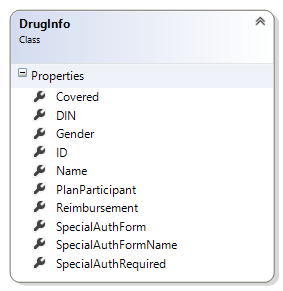 DrugInfo
Class
Properties
Covered
DIN
Gender
ID
Name
PlanParticipant
Reimbursement
SpecialAuthForm
SpecialAuthFormName
SpecialAuthRequired